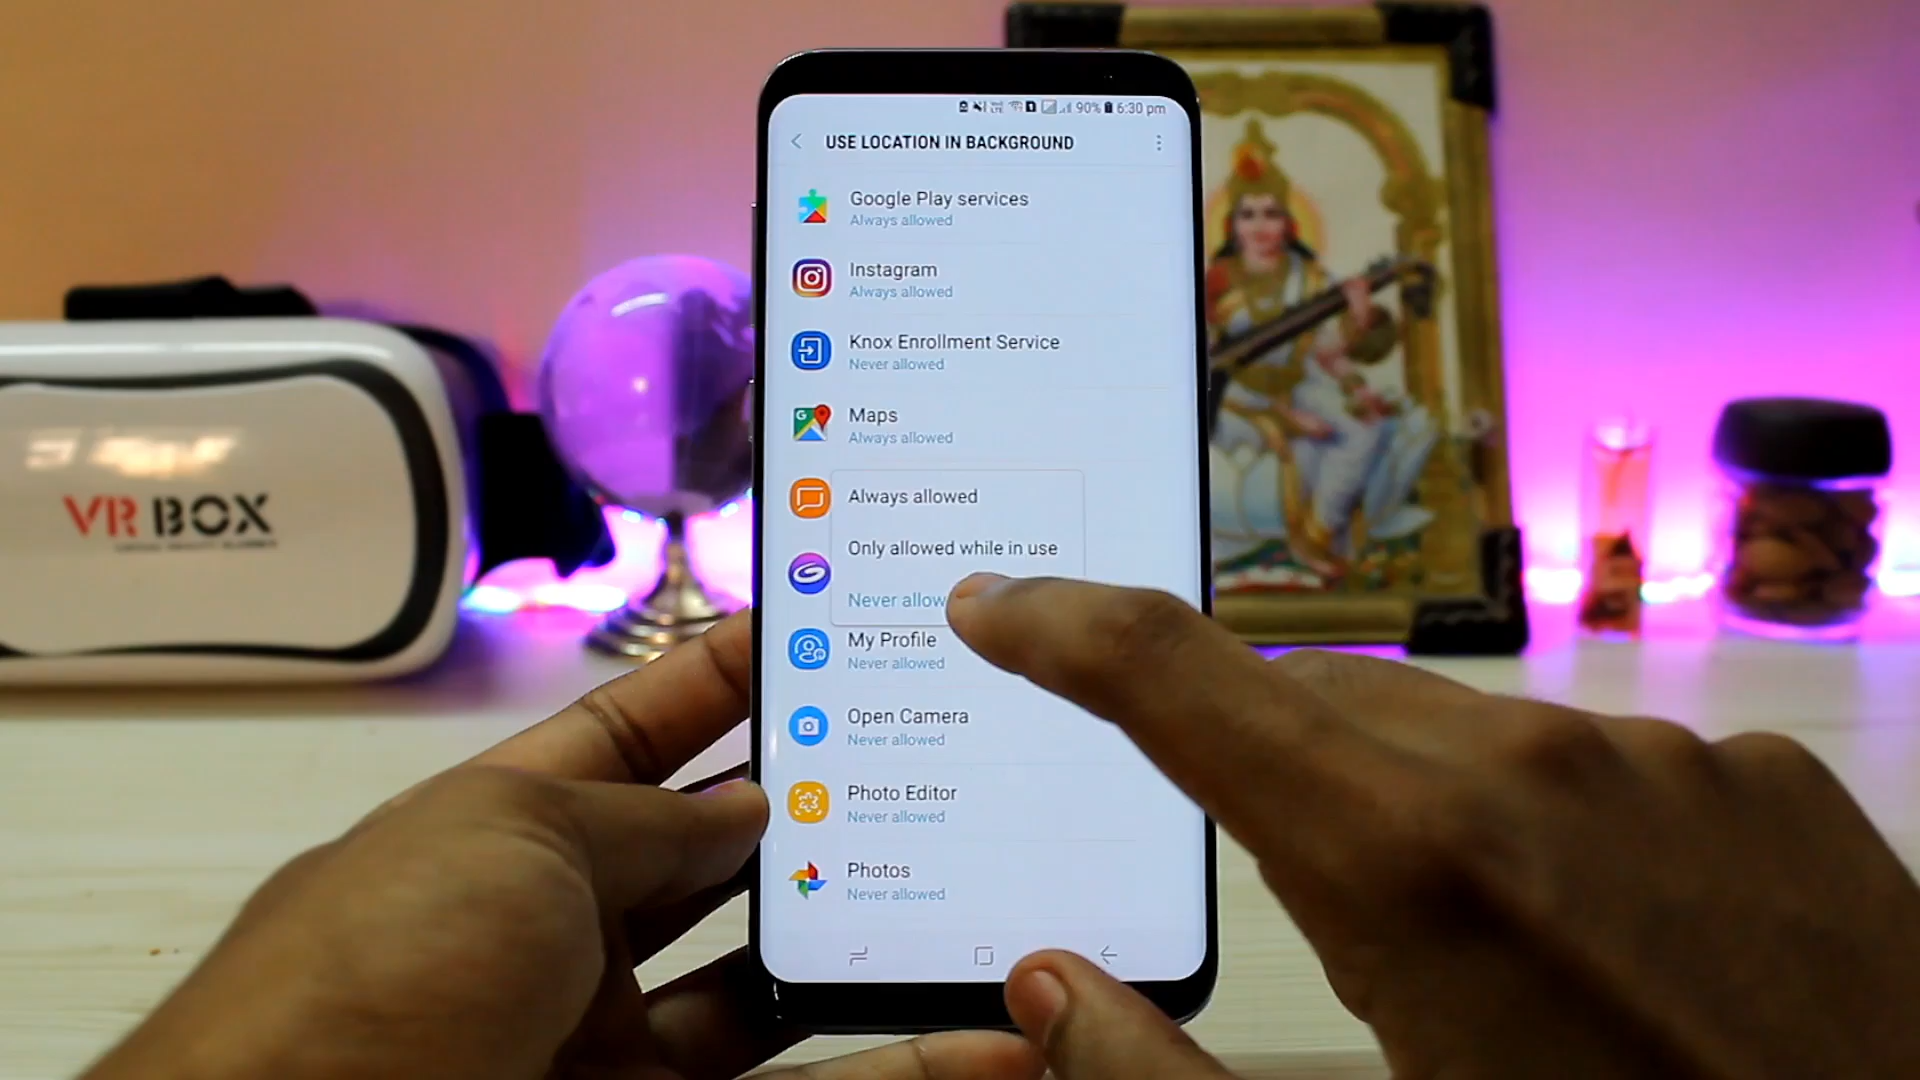 90% 6:30 pm
USE LOCATION IN BACKGROUND
Google Play services
Always allowed
Instagram
Always allowed
Knox Enrollment Service
Never allowed
Maps
Always allowed
Always allowed
Only allowed while in use
Never allow
My Profile
Never allowed
Open Camera
Never allowed
Photo Editor
Never allowed
Photos
Never allowed
VR BOX